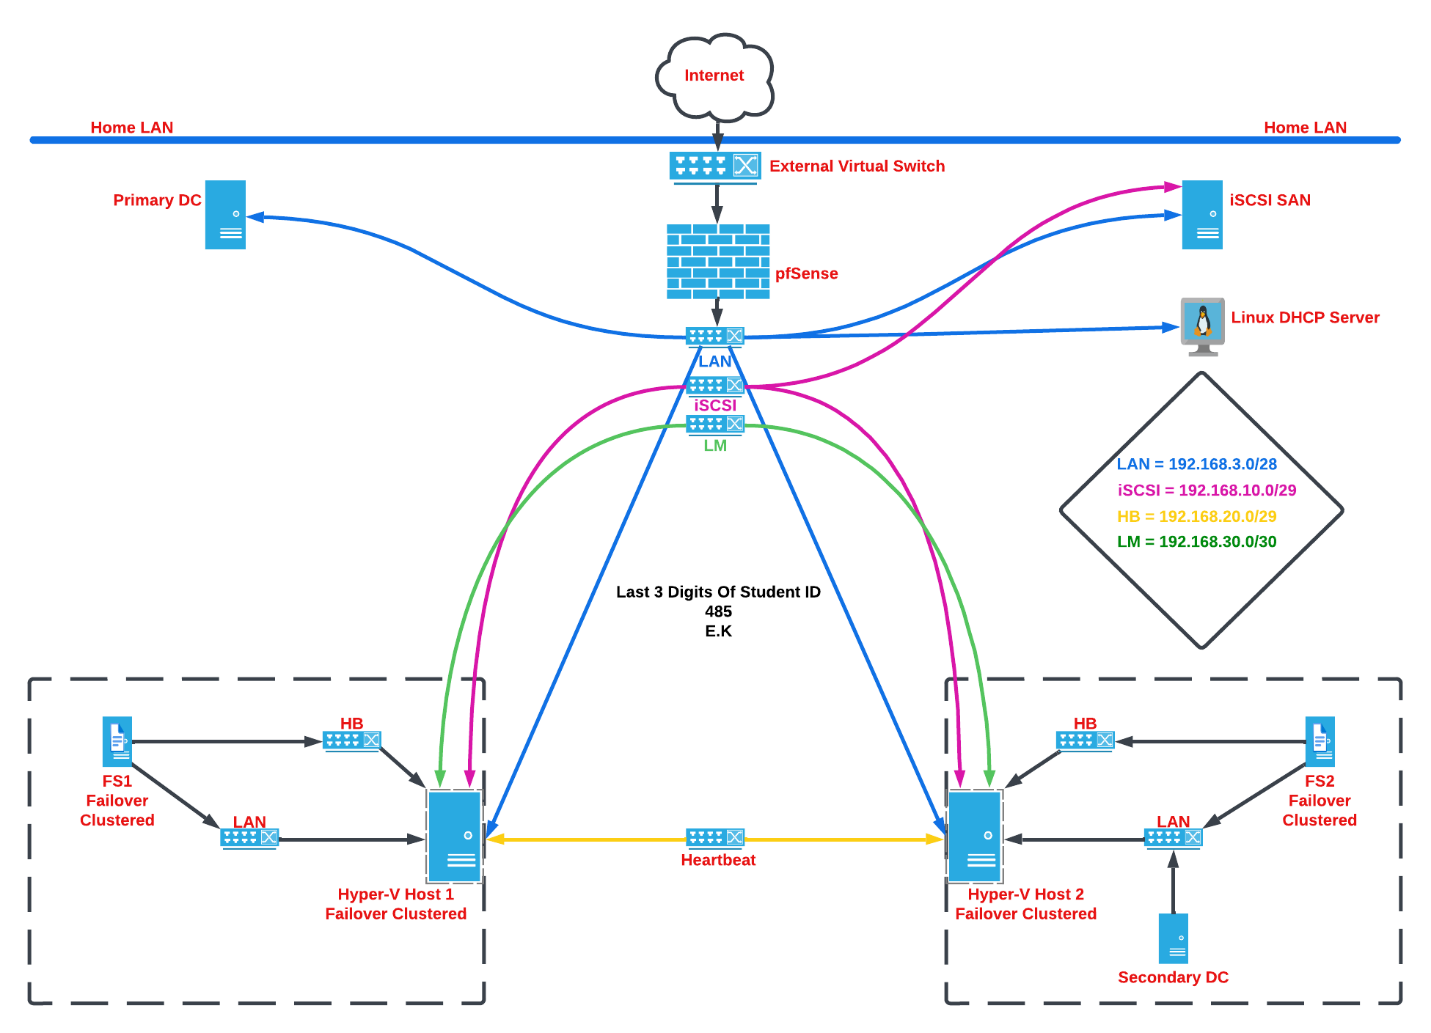 Internet
Home LAN
Home LAN
External Virtual Switch
Primary DC
iSCSI SAN
pfSense
Linux DHCP Server
LAN
iSCSI
LM
LAN = 192.168.3.0/28
iSCSI = 192.168.10.0/29
HB = 192.168.20.0/29
LM = 192.168.30.0/30
Last 3 Digits Of Student ID
485
E.K
HB
FS1
Failover
Clustered
LAN
Hyper-V Host 1
Failover Clustered
Heartbeat
HB
FS2
Failover
Clustered
LAN
Hyper-V Host 2
Failover Clustered
Secondary DC